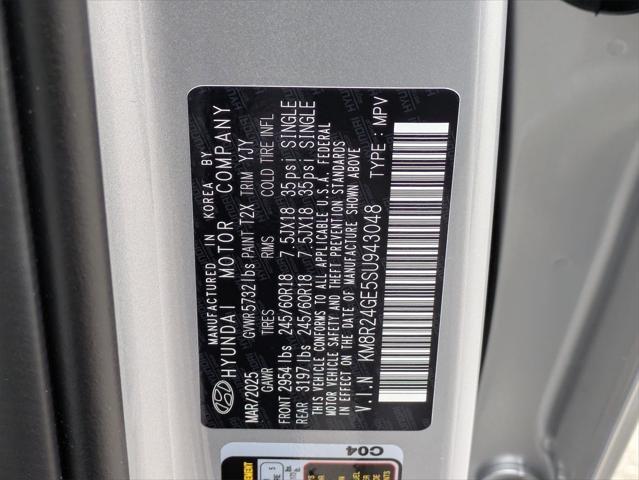 MANUFACTURED IN KOREA BY
HYUNDAI MOTOR COMPANY
MAR/2025 GVWR5732lbs PAINT T2X TRIM YJY
GAWR TIRES RIMS COLD TIRE INFL
FRONT 2954 lbs 245/60R18 7.5JX18 35psi SINGLE
REAR 3197 lbs 245/60R18 7.5JX18 35psi SINGLE
THIS VEHICLE CONFORMS TO ALL APPLICABLE U.S.A. FEDERAL
MOTOR VEHICLE SAFETY AND THEFT PREVENTION STANDARDS
IN EFFECT ON THE DATE OF MANUFACTURE SHOWN ABOVE
V.I.N KM8R24GE5SU943048 TYPE : MPV
C04